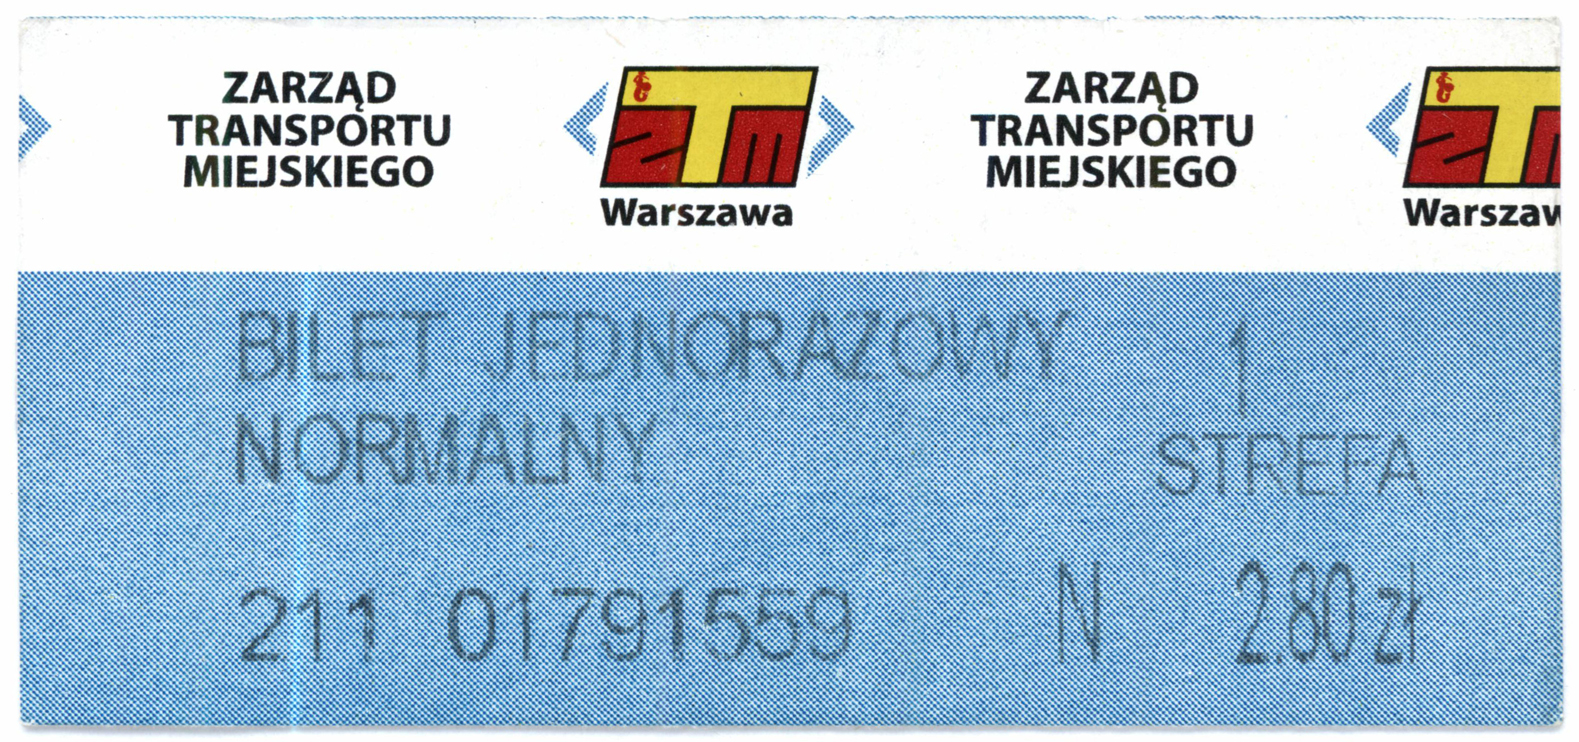 ZARZĄD
TRANSPORTU
MIEJSKIEGO
ZTM
Warszawa
ZARZĄD
TRANSPORTU
MIEJSKIEGO
ZTM
Warszaw
BILET JEDNORAZOWY 1
NORMALNY STREFA
211 01791559 N 2.80 zł